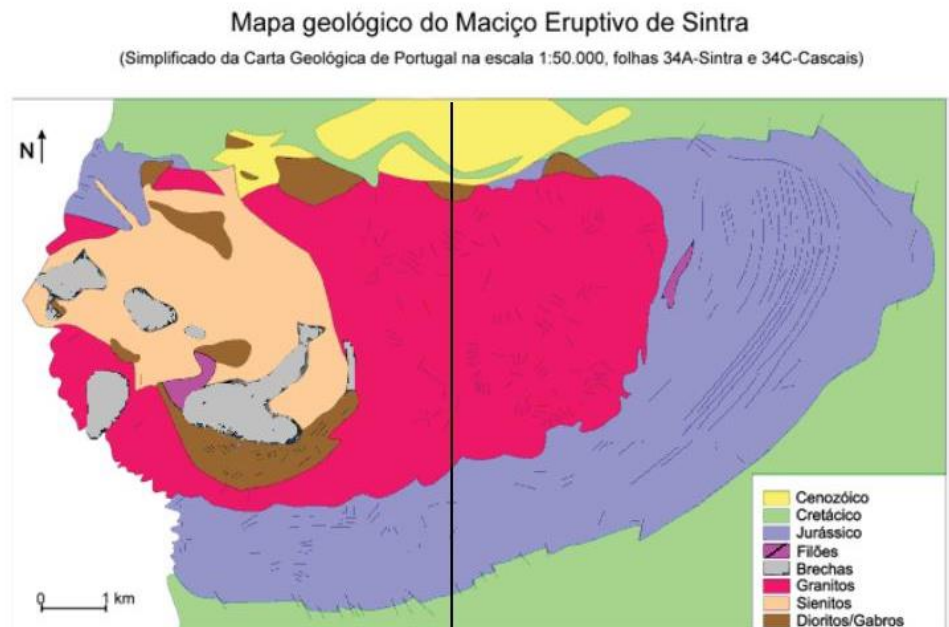 Mapa geológico do Maciço Eruptivo de Sintra
(Simplificado da Carta Geológica de Portugal na escala 1:50.000, folhas 34A-Sintra e 34C-Cascais)
N
Cenozóico
Cretácico
Jurássico
Filões
Brechas
Granitos
Sienitos
Dioritos/Gabros
0 1 km